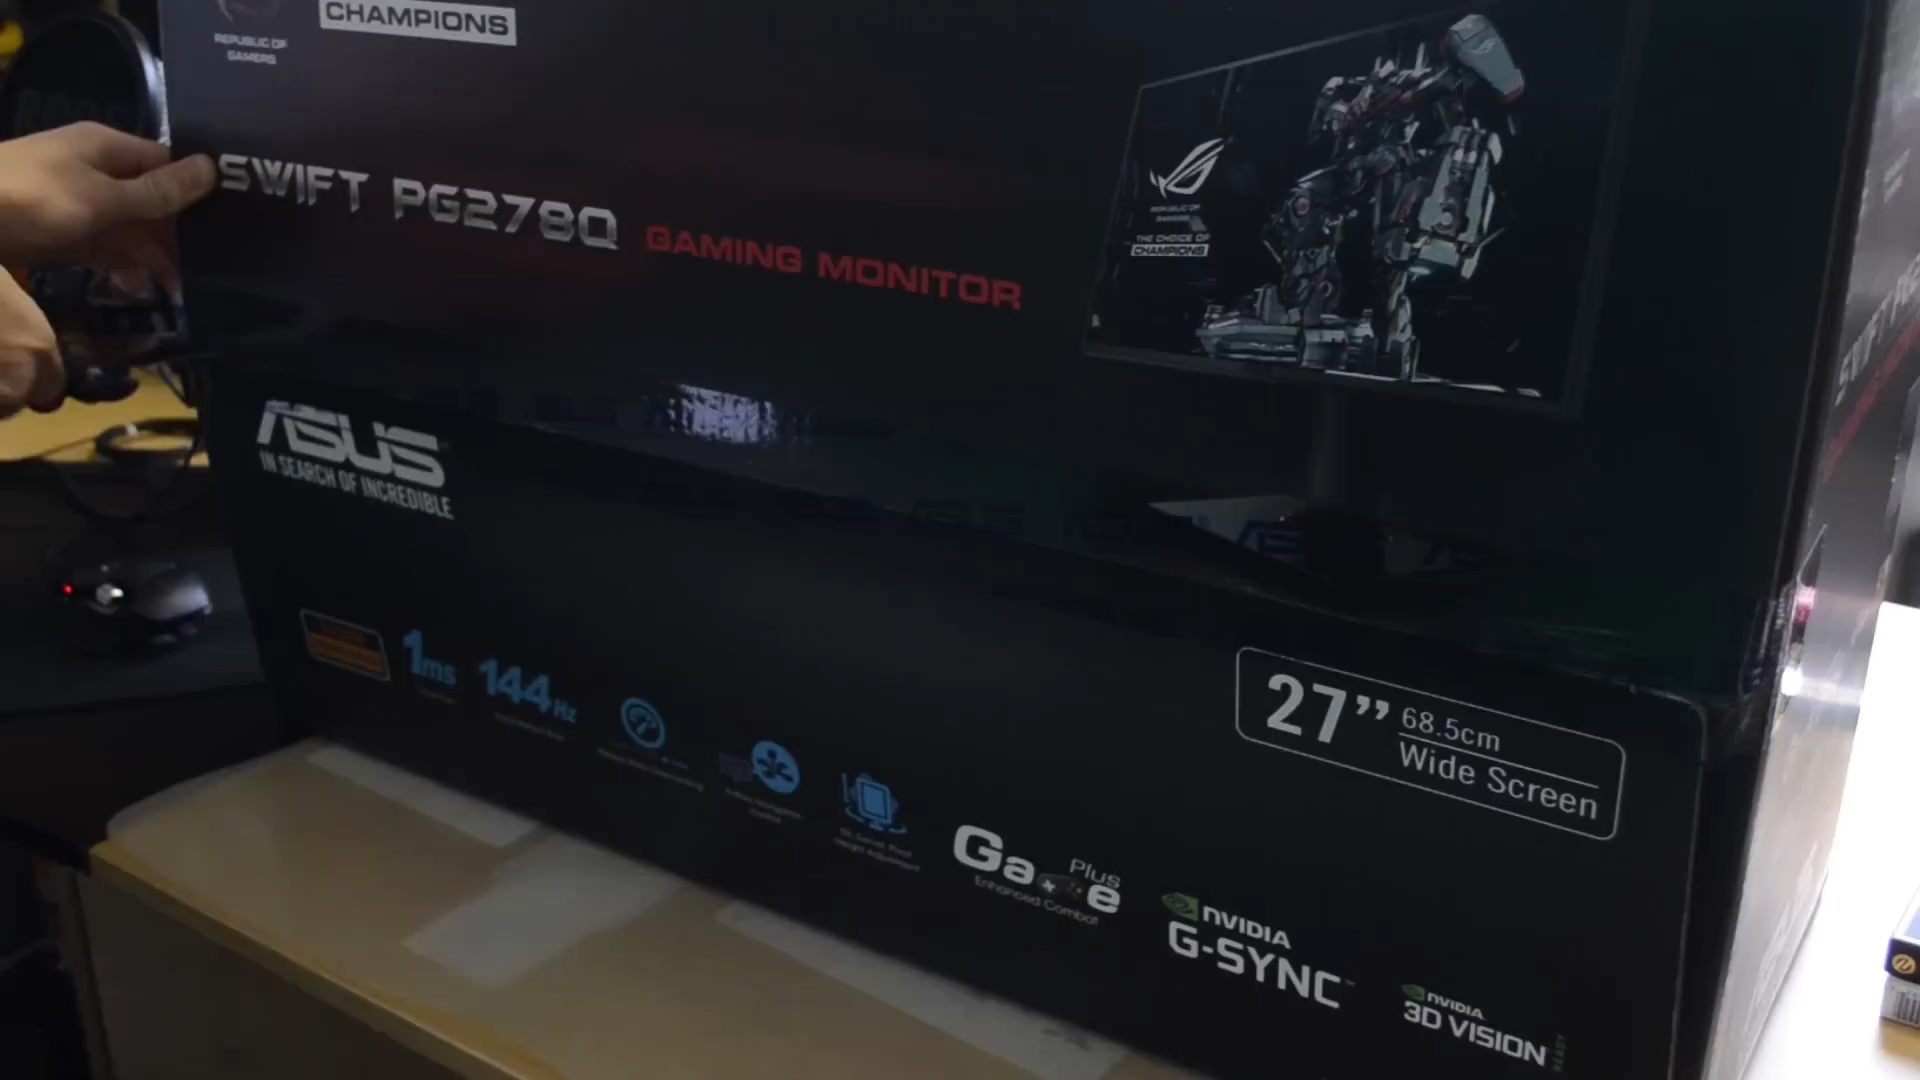 REPUBLIC OF
GAMERS
CHAMPIONS
SWIFT PG278Q GAMING MONITOR
REPUBLIC OF
GAMERS
THE CHOICE OF
CHAMPIONS
ASUS
IN SEARCH OF INCREDIBLE
1ms
144Hz
27” 68.5cm
Wide Screen
Game Plus
Enhanced Combat
NVIDIA
G-SYNC
NVIDIA
3D VISION
READY